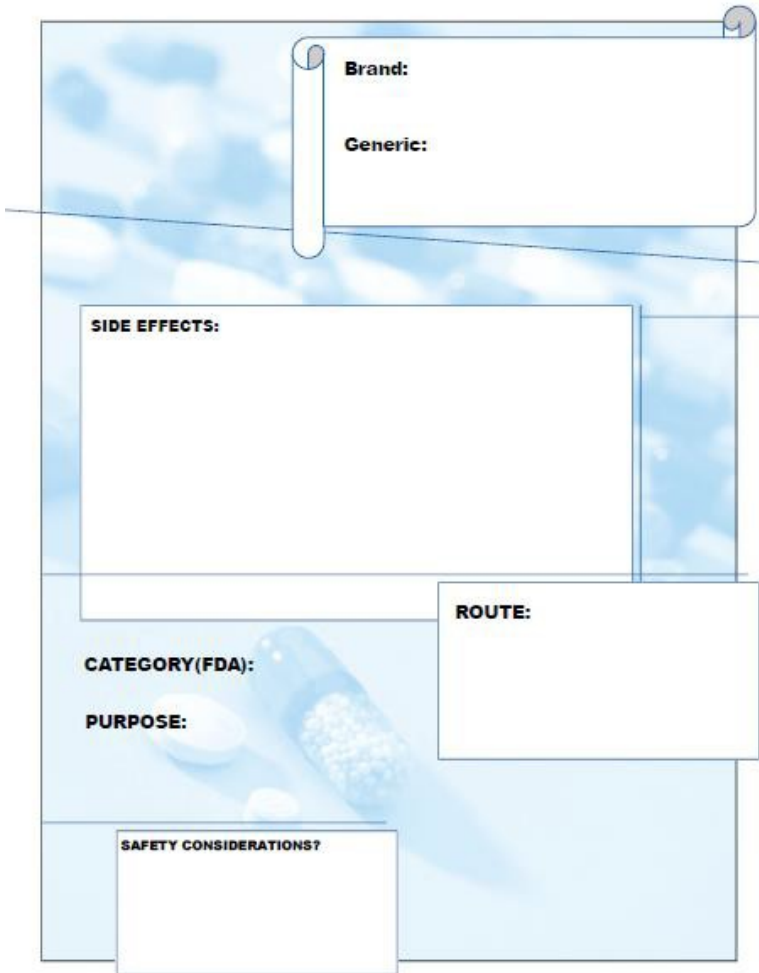 Brand:
Generic:
SIDE EFFECTS:
ROUTE:
CATEGORY(FDA):
PURPOSE:
SAFETY CONSIDERATIONS?